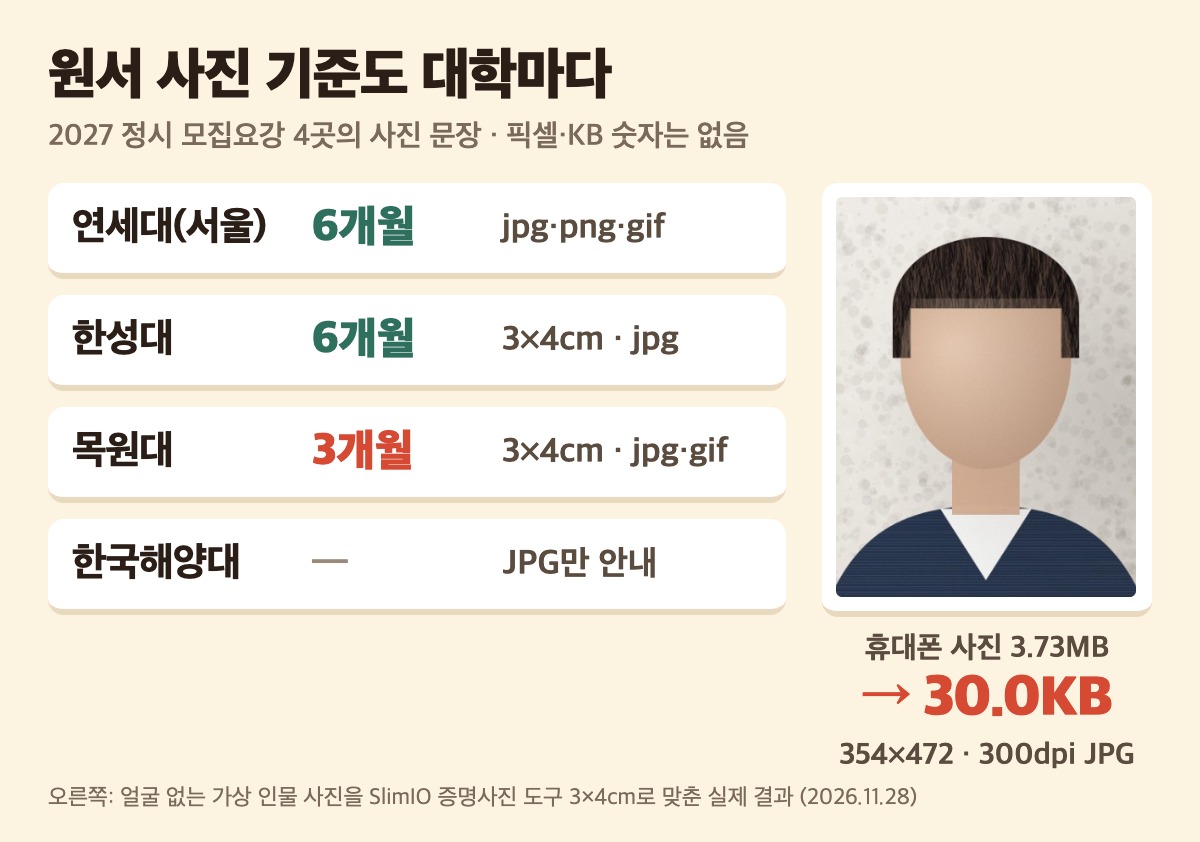 원서 사진 기준도 대학마다
2027 정시 모집요강 4곳의 사진 문장 · 픽셀·KB 숫자는 없음
연세대(서울) 6개월 jpg·png·gif
한성대 6개월 3×4cm · jpg
목원대 3개월 3×4cm · jpg·gif
한국해양대 — JPG만 안내
휴대폰 사진 3.73MB
→ 30.0KB
354×472 · 300dpi JPG
오른쪽: 얼굴 없는 가상 인물 사진을 SlimIO 증명사진 도구 3×4cm로 맞춘 실제 결과 (2026.11.28)